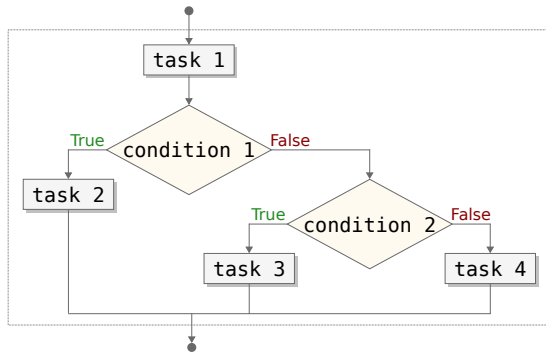 task 1
True
condition 1
False
task 2
True
condition 2
False
task 3
task 4